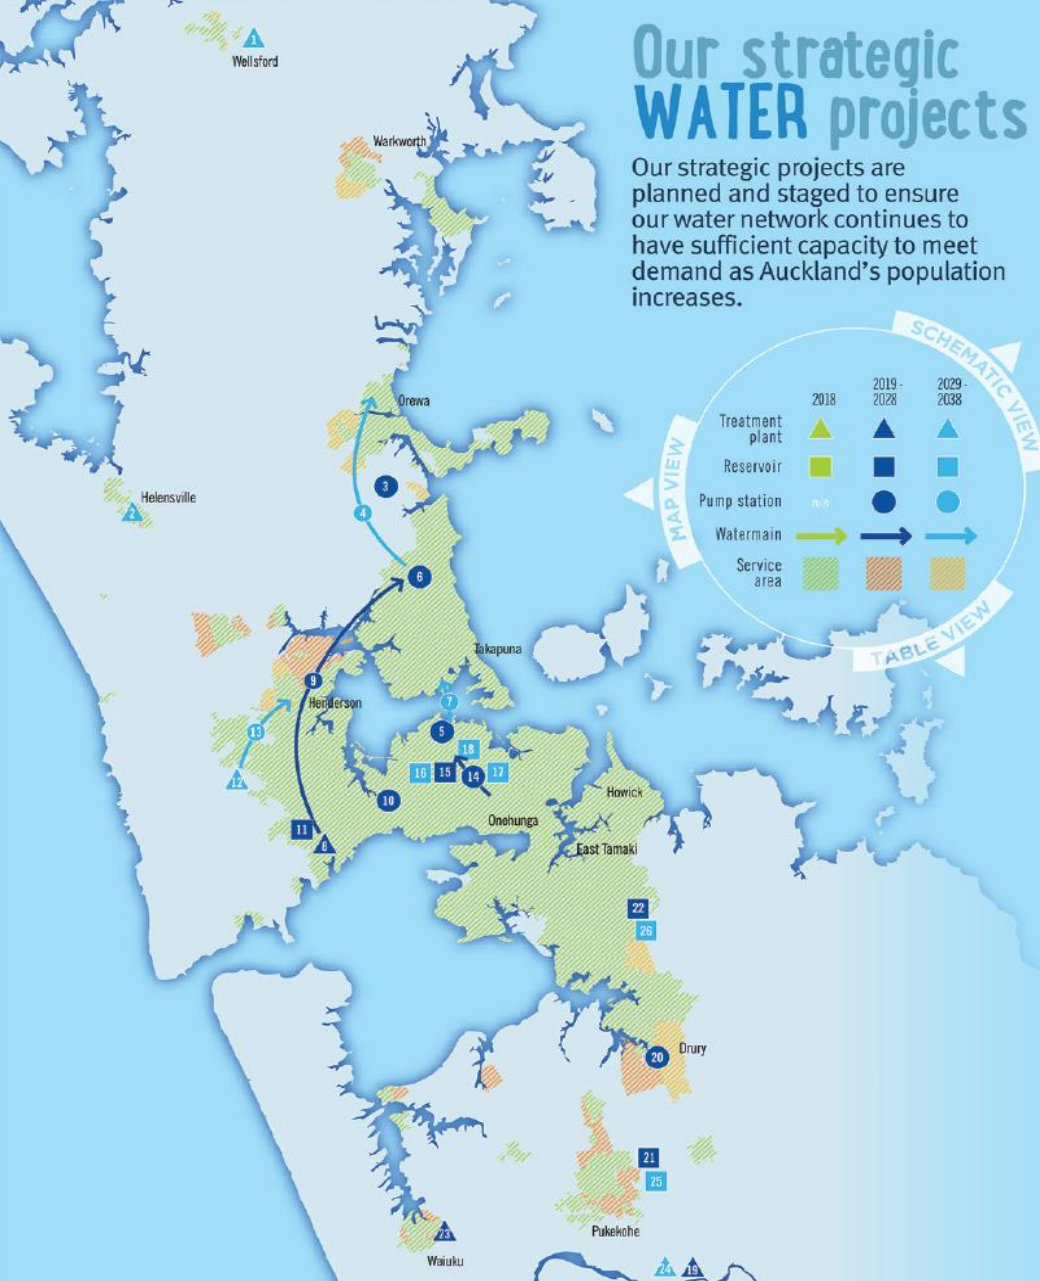 Our strategic
WATER projects
Our strategic projects are
planned and staged to ensure
our water network continues to
have sufficient capacity to meet
demand as Auckland's population
increases.
SCHEMATIC VIEW
MAP VIEW
TABLE VIEW
2018
2019 -
2028
2029 -
2038
Treatment
plant
Reservoir
Pump station
n/a
Watermain
Service
area
1
Wellsford
Warkworth
Orewa
3
Helensville
2
4
6
Takapuna
9
Henderson
7
13
5
18
12
16
15
14
17
10
Howick
11
Onehunga
8
East Tamaki
22
26
20
Drury
21
25
Pukekohe
23
Waiuku
24
19